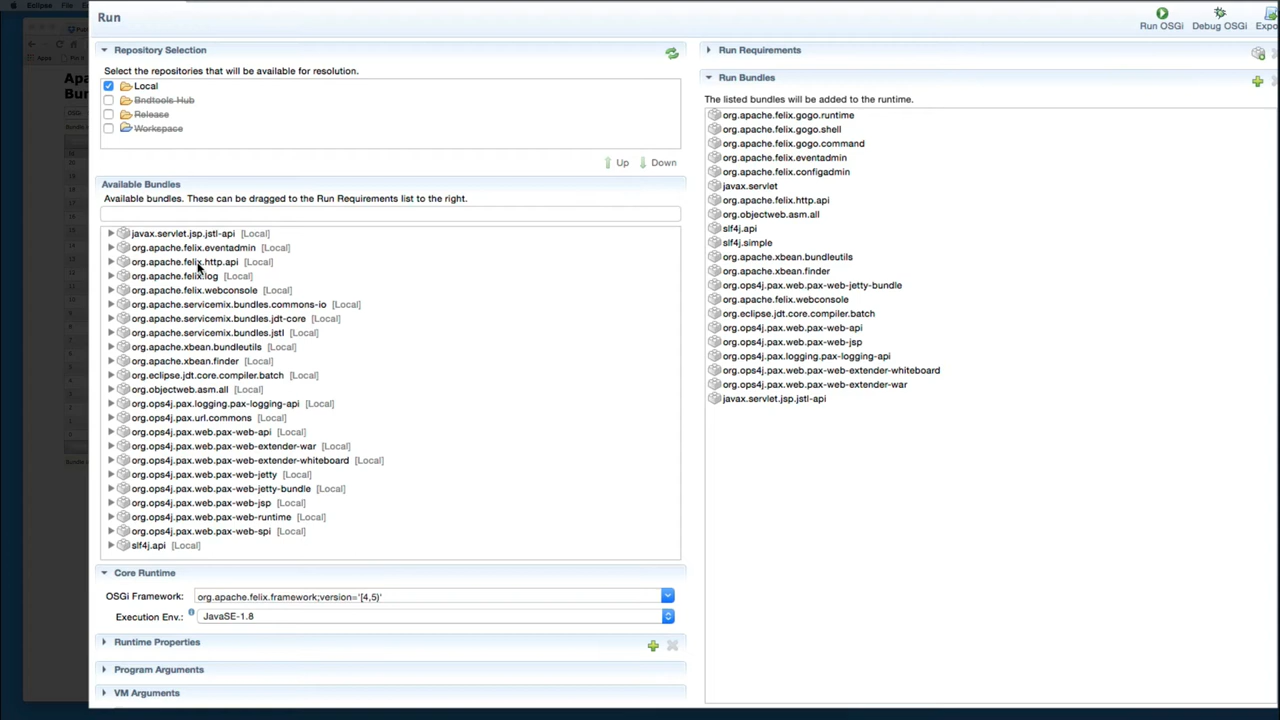 Eclipse File
Run
Run OSGi
Debug OSGi
Expo
Repository Selection
Select the repositories that will be available for resolution.
Local
Bndtools Hub
Release
Workspace
Up
Down
Available Bundles
Available bundles. These can be dragged to the Run Requirements list to the right.
javax.servlet.jsp.jstl-api [Local]
org.apache.felix.eventadmin [Local]
org.apache.felix.http.api [Local]
org.apache.felix.log [Local]
org.apache.felix.webconsole [Local]
org.apache.servicemix.bundles.commons-io [Local]
org.apache.servicemix.bundles.jdt-core [Local]
org.apache.servicemix.bundles.jstl [Local]
org.apache.xbean.bundleutils [Local]
org.apache.xbean.finder [Local]
org.eclipse.jdt.core.compiler.batch [Local]
org.objectweb.asm.all [Local]
org.ops4j.pax.logging.pax-logging-api [Local]
org.ops4j.pax.url.commons [Local]
org.ops4j.pax.web.pax-web-api [Local]
org.ops4j.pax.web.pax-web-extender-war [Local]
org.ops4j.pax.web.pax-web-extender-whiteboard [Local]
org.ops4j.pax.web.pax-web-jetty [Local]
org.ops4j.pax.web.pax-web-jetty-bundle [Local]
org.ops4j.pax.web.pax-web-jsp [Local]
org.ops4j.pax.web.pax-web-runtime [Local]
org.ops4j.pax.web.pax-web-spi [Local]
slf4j.api [Local]
Core Runtime
OSGi Framework: org.apache.felix.framework;version='[4,5)'
Execution Env.: JavaSE-1.8
Runtime Properties
Program Arguments
VM Arguments
Run Requirements
Run Bundles
The listed bundles will be added to the runtime.
org.apache.felix.gogo.runtime
org.apache.felix.gogo.shell
org.apache.felix.gogo.command
org.apache.felix.eventadmin
org.apache.felix.configadmin
javax.servlet
org.apache.felix.http.api
org.objectweb.asm.all
slf4j.api
slf4j.simple
org.apache.xbean.bundleutils
org.apache.xbean.finder
org.ops4j.pax.web.pax-web-jetty-bundle
org.apache.felix.webconsole
org.eclipse.jdt.core.compiler.batch
org.ops4j.pax.web.pax-web-api
org.ops4j.pax.web.pax-web-jsp
org.ops4j.pax.logging.pax-logging-api
org.ops4j.pax.web.pax-web-extender-whiteboard
org.ops4j.pax.web.pax-web-extender-war
javax.servlet.jsp.jstl-api